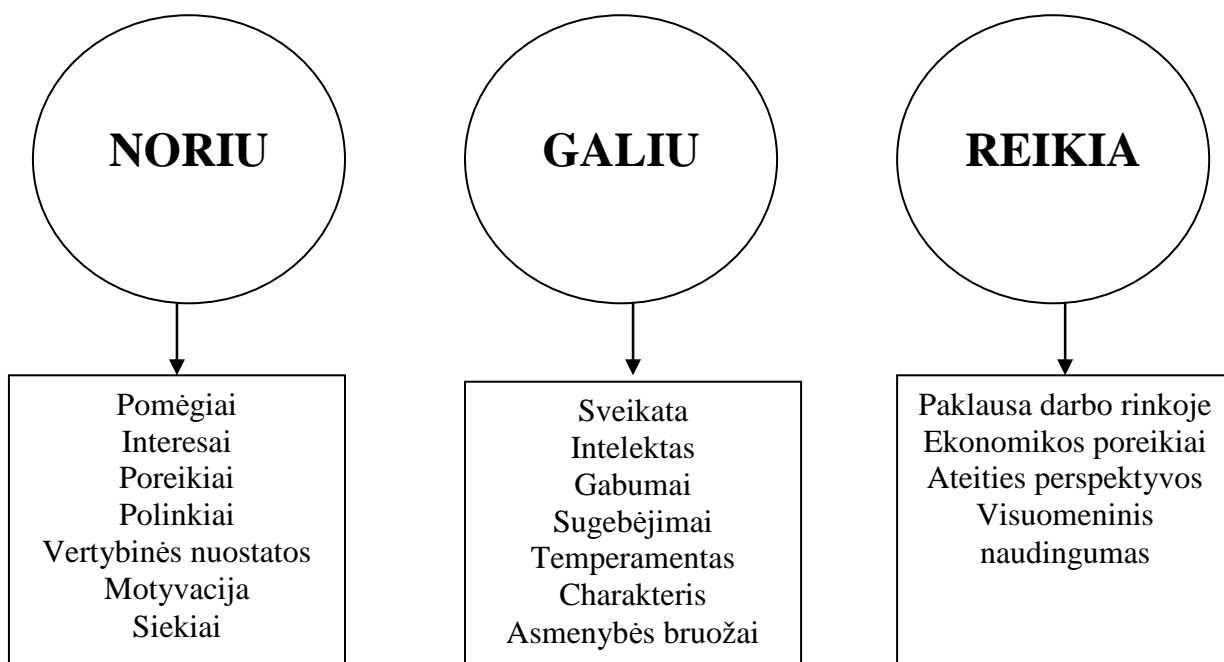 NORIU
GALIU
REIKIA
Pomėgiai
Interesai
Poreikiai
Polinkiai
Vertybinės nuostatos
Motyvacija
Siekiai
Sveikata
Intelektas
Gabumai
Sugebėjimai
Temperamentas
Charakteris
Asmenybės bruožai
Paklausa darbo rinkoje
Ekonomikos poreikiai
Ateities perspektyvos
Visuomeninis
naudingumas